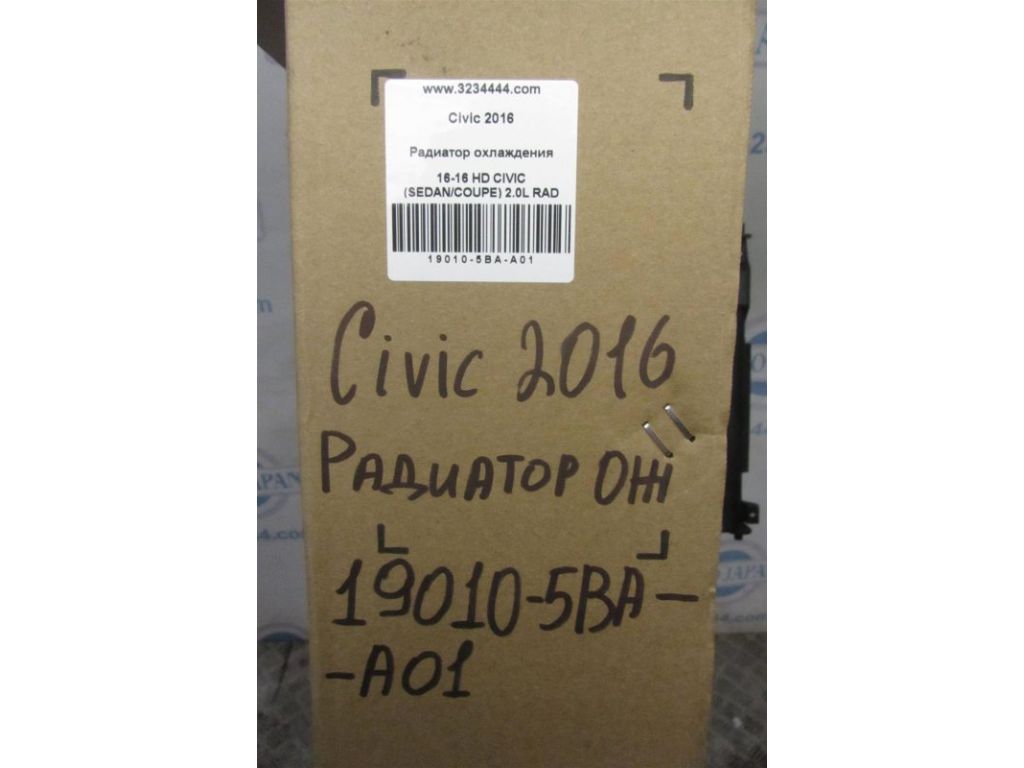 www.3234444.com
Civic 2016
Радиатор охлаждения
16-16 HD CIVIC
(SEDAN/COUPE) 2.0L RAD
19010-5BA-A01
Civic 2016
РАДИАТОР ОЖ
19010-5BA-
-A01